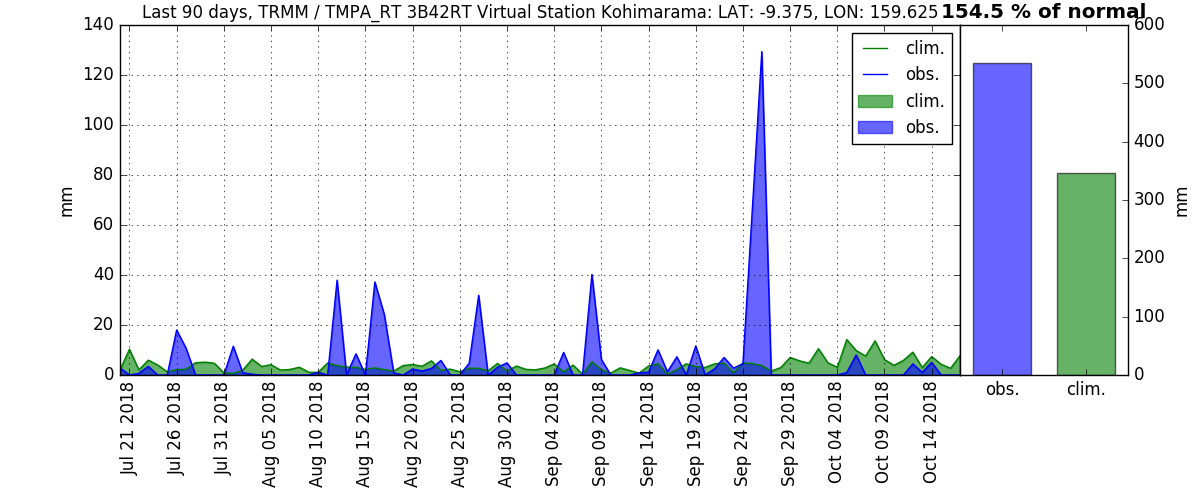 Last 90 days, TRMM / TMPA_RT 3B42RT Virtual Station Kohimarama: LAT: -9.375, LON: 159.625
154.5 % of normal
140
120
100
80
60
40
20
0
mm
clim.
obs.
clim.
obs.
Jul 21 2018
Jul 26 2018
Jul 31 2018
Aug 05 2018
Aug 10 2018
Aug 15 2018
Aug 20 2018
Aug 25 2018
Aug 30 2018
Sep 04 2018
Sep 09 2018
Sep 14 2018
Sep 19 2018
Sep 24 2018
Sep 29 2018
Oct 04 2018
Oct 09 2018
Oct 14 2018
600
500
400
300
200
100
0
mm
obs.
clim.